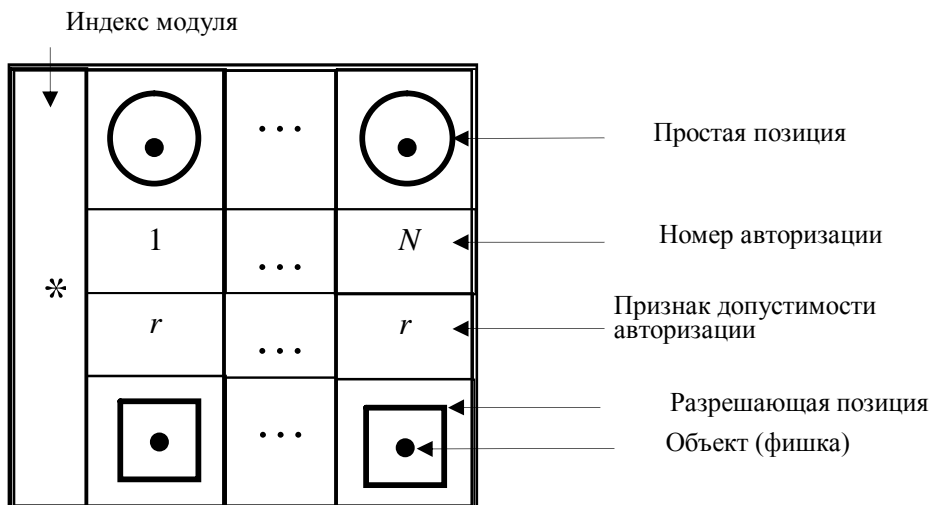 Индекс модуля
... Простая позиция
1 ... N Номер авторизации
*
r ... r Признак допустимости
авторизации
Разрешающая позиция
... Объект (фишка)